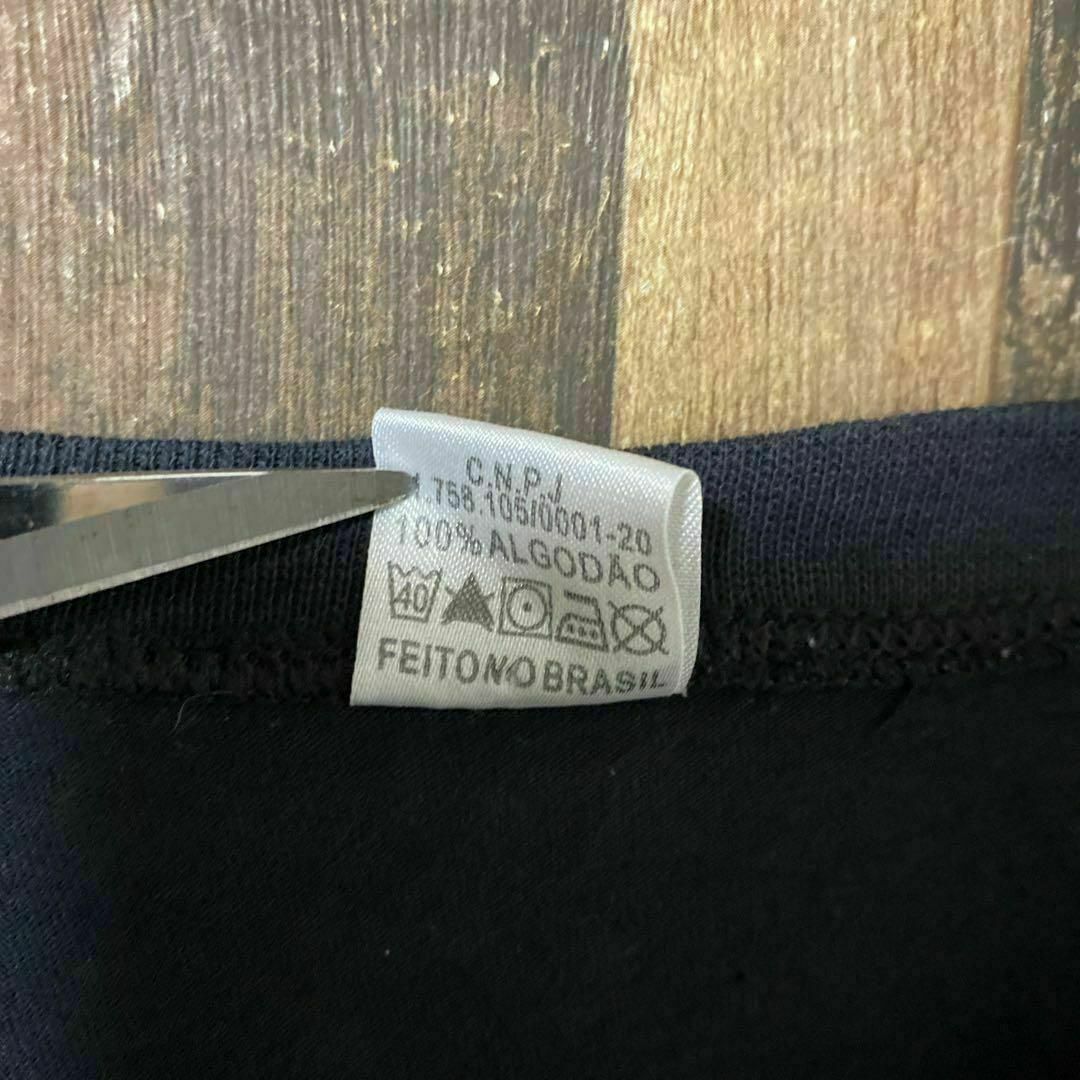 C.N.P.J
.758.105/0001-20
100% ALGODÃO
40
FEITO NO BRASIL